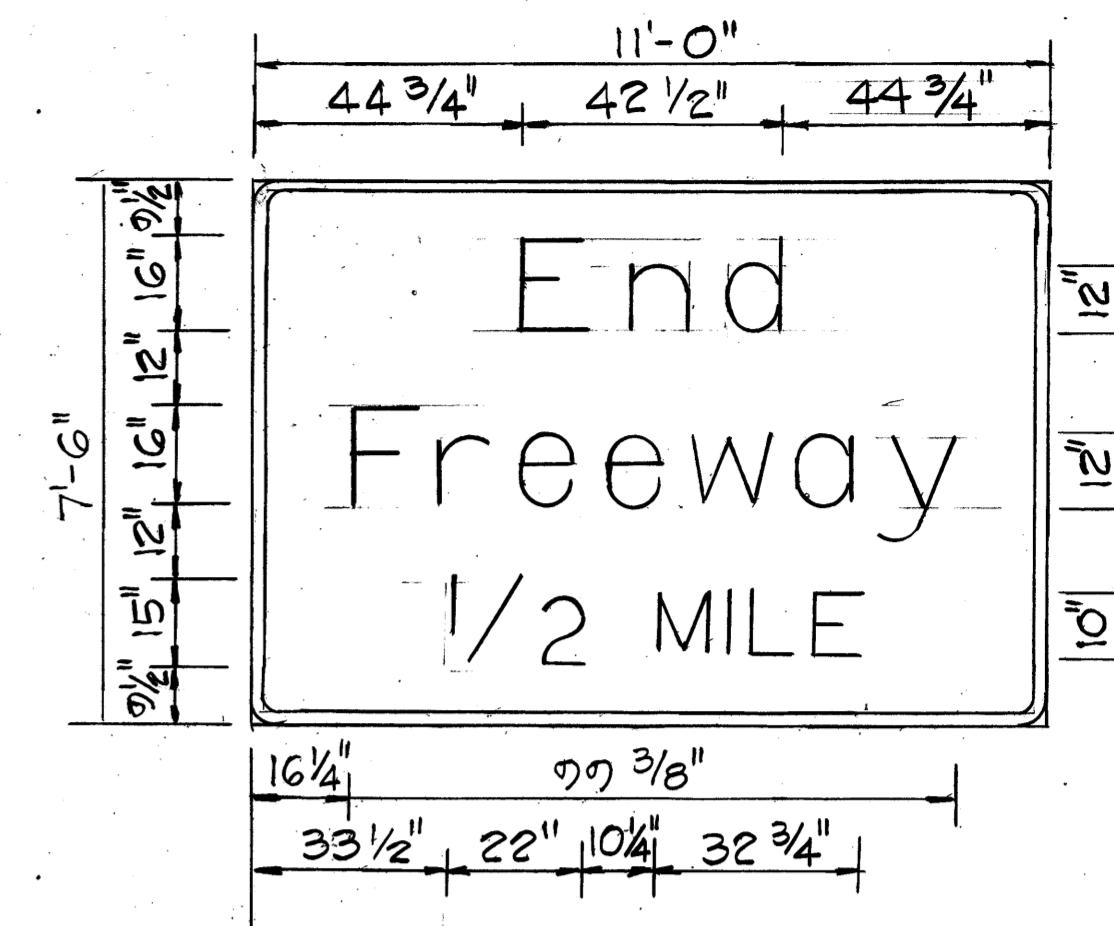 11'-0"
44 3/4" 42 1/2" 44 3/4"
9 1/2"
16"
12"
16"
12"
15"
9 1/2"
7'-6"
End
Freeway
1/2 MILE
12"
12"
10"
16 1/4" 99 3/8"
33 1/2" 22" 10 1/4" 32 3/4"